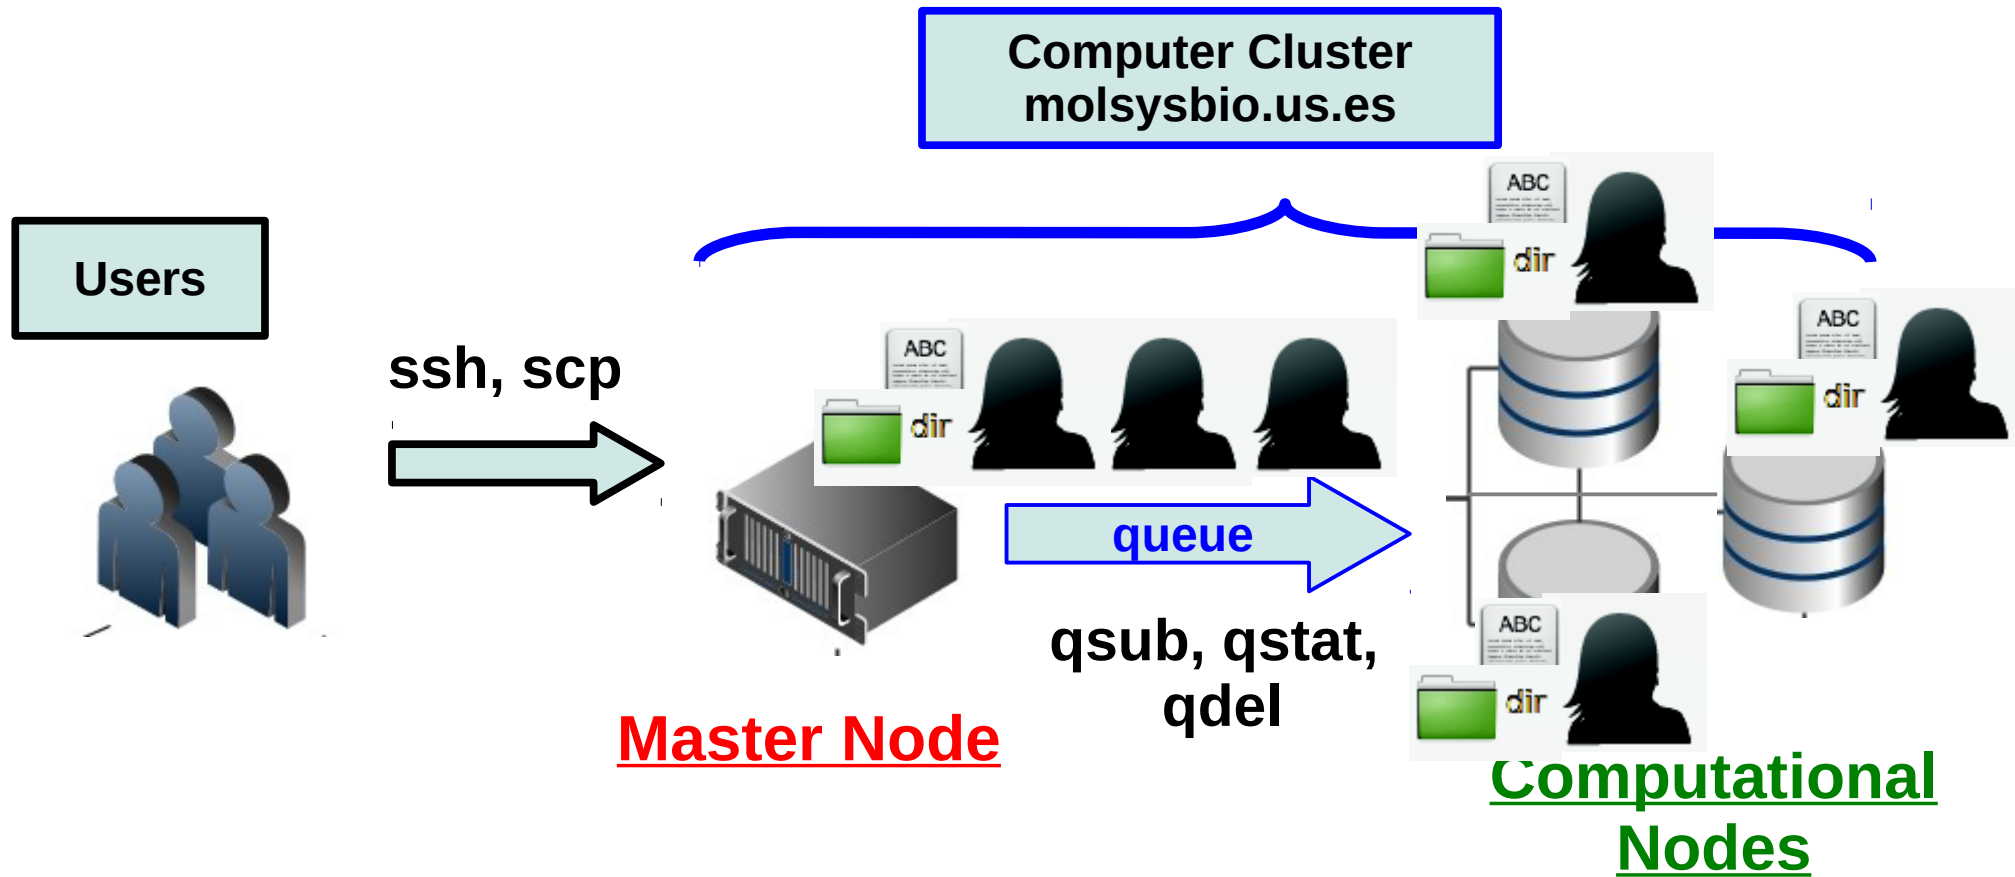 Computer Cluster
molsysbio.us.es
Users
ssh, scp
ABC
dir
queue
qsub, qstat,
qdel
Master Node
ABC
dir
ABC
dir
ABC
dir
Computational
Nodes